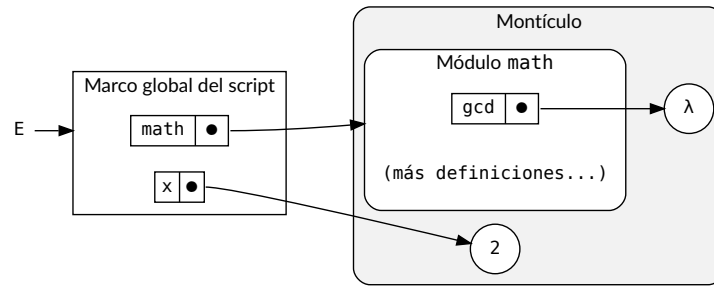 Montículo
Marco global del script
Módulo math
E
math
gcd
λ
x
(más definiciones...)
2